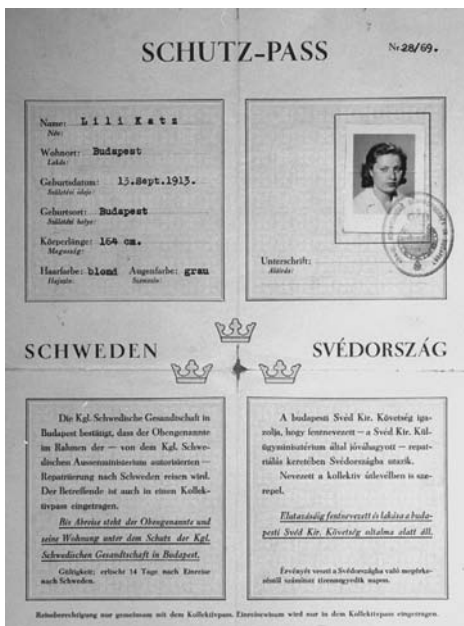 SCHUTZ-PASS
Nr. 28/69.
Name: Lili Katz
Név:
Wohnort: Budapest
Lakás:
Geburtsdatum: 13.Sept.1913.
Születési ideje:
Geburtsort: Budapest
Születési helye:
Körperlänge: 164 cm.
Magasság:
Haarfarbe: blond Augenfarbe: grau
Hajszín: Szemszín:
Unterschrift:
Aláírás:
SCHWEDEN SVÉDORSZÁG
Die Kgl. Schwedische Gesandtschaft in
Budapest bestätigt, dass der Obengenannte
im Rahmen der — von dem Kgl. Schwe-
dischen Aussenministerium autorisierten —
Repatriierung nach Schweden reisen wird.
Der Betreffende ist auch in einen Kollek-
tivpass eingetragen.
Bis Abreise steht der Obengenannte und
seine Wohnung unter dem Schutz der Kgl.
Schwedischen Gesandtschaft in Budapest.
Gültigkeit: erlischt 14 Tage nach Einreise
nach Schweden.
A budapesti Svéd Kir. Követség iga-
zolja, hogy fentnevezett — a Svéd Kir. Kül-
ügyminisztérium által jóváhagyott — repat-
riálás keretében Svédországba utazik.
Nevezett a kollektiv útlevélben is sze-
repel.
Elutazásáig fentnevezett és lakása a buda-
pesti Svéd Kir. Követség oltalma alatt áll.
Érvényét veszti a Svédországba való megérke-
zéstől számított tizennegyedik napon.
Reiseberechtigung nur gemeinsam mit dem Kollektivpass. Einreisevisum wird nur in dem Kollektivpass eingetragen.